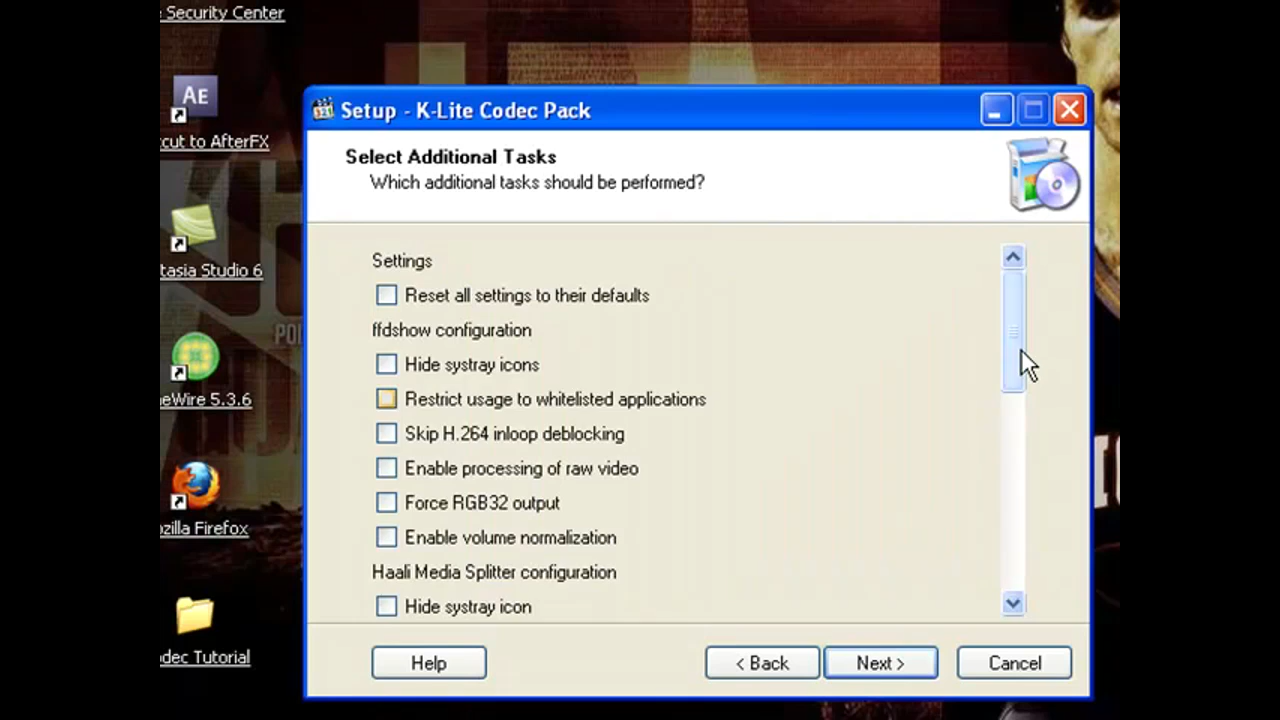 Security Center
AE
cut to AfterFX
tasia Studio 6
eWire 5.3.6
zilla Firefox
dec Tutorial
Setup - K-Lite Codec Pack
Select Additional Tasks
Which additional tasks should be performed?
Settings
Reset all settings to their defaults
ffdshow configuration
Hide systray icons
Restrict usage to whitelisted applications
Skip H.264 inloop deblocking
Enable processing of raw video
Force RGB32 output
Enable volume normalization
Haali Media Splitter configuration
Hide systray icon
Help
< Back
Next >
Cancel